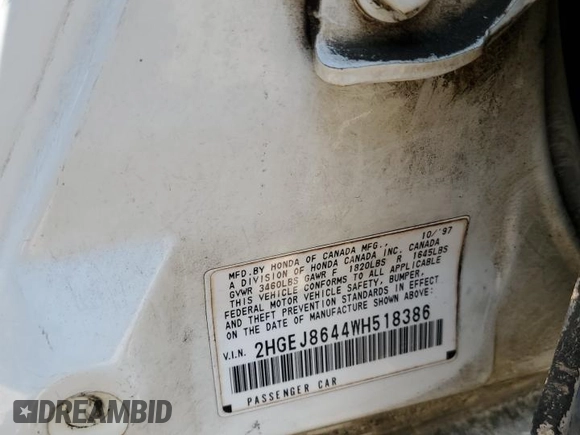 10/'97
MFD.BY HONDA OF CANADA MFG.,
A DIVISION OF HONDA CANADA INC. CANADA
GVWR 3460LBS GAWR F 1820LBS R 1645LBS
THIS VEHICLE CONFORMS TO ALL APPLICABLE
FEDERAL MOTOR VEHICLE SAFETY, BUMPER,
AND THEFT PREVENTION STANDARDS IN EFFECT
ON THE DATE OF MANUFACTURE SHOWN ABOVE.
V.I.N. 2HGEJ8644WH518386
PASSENGER CAR
DREAMBID